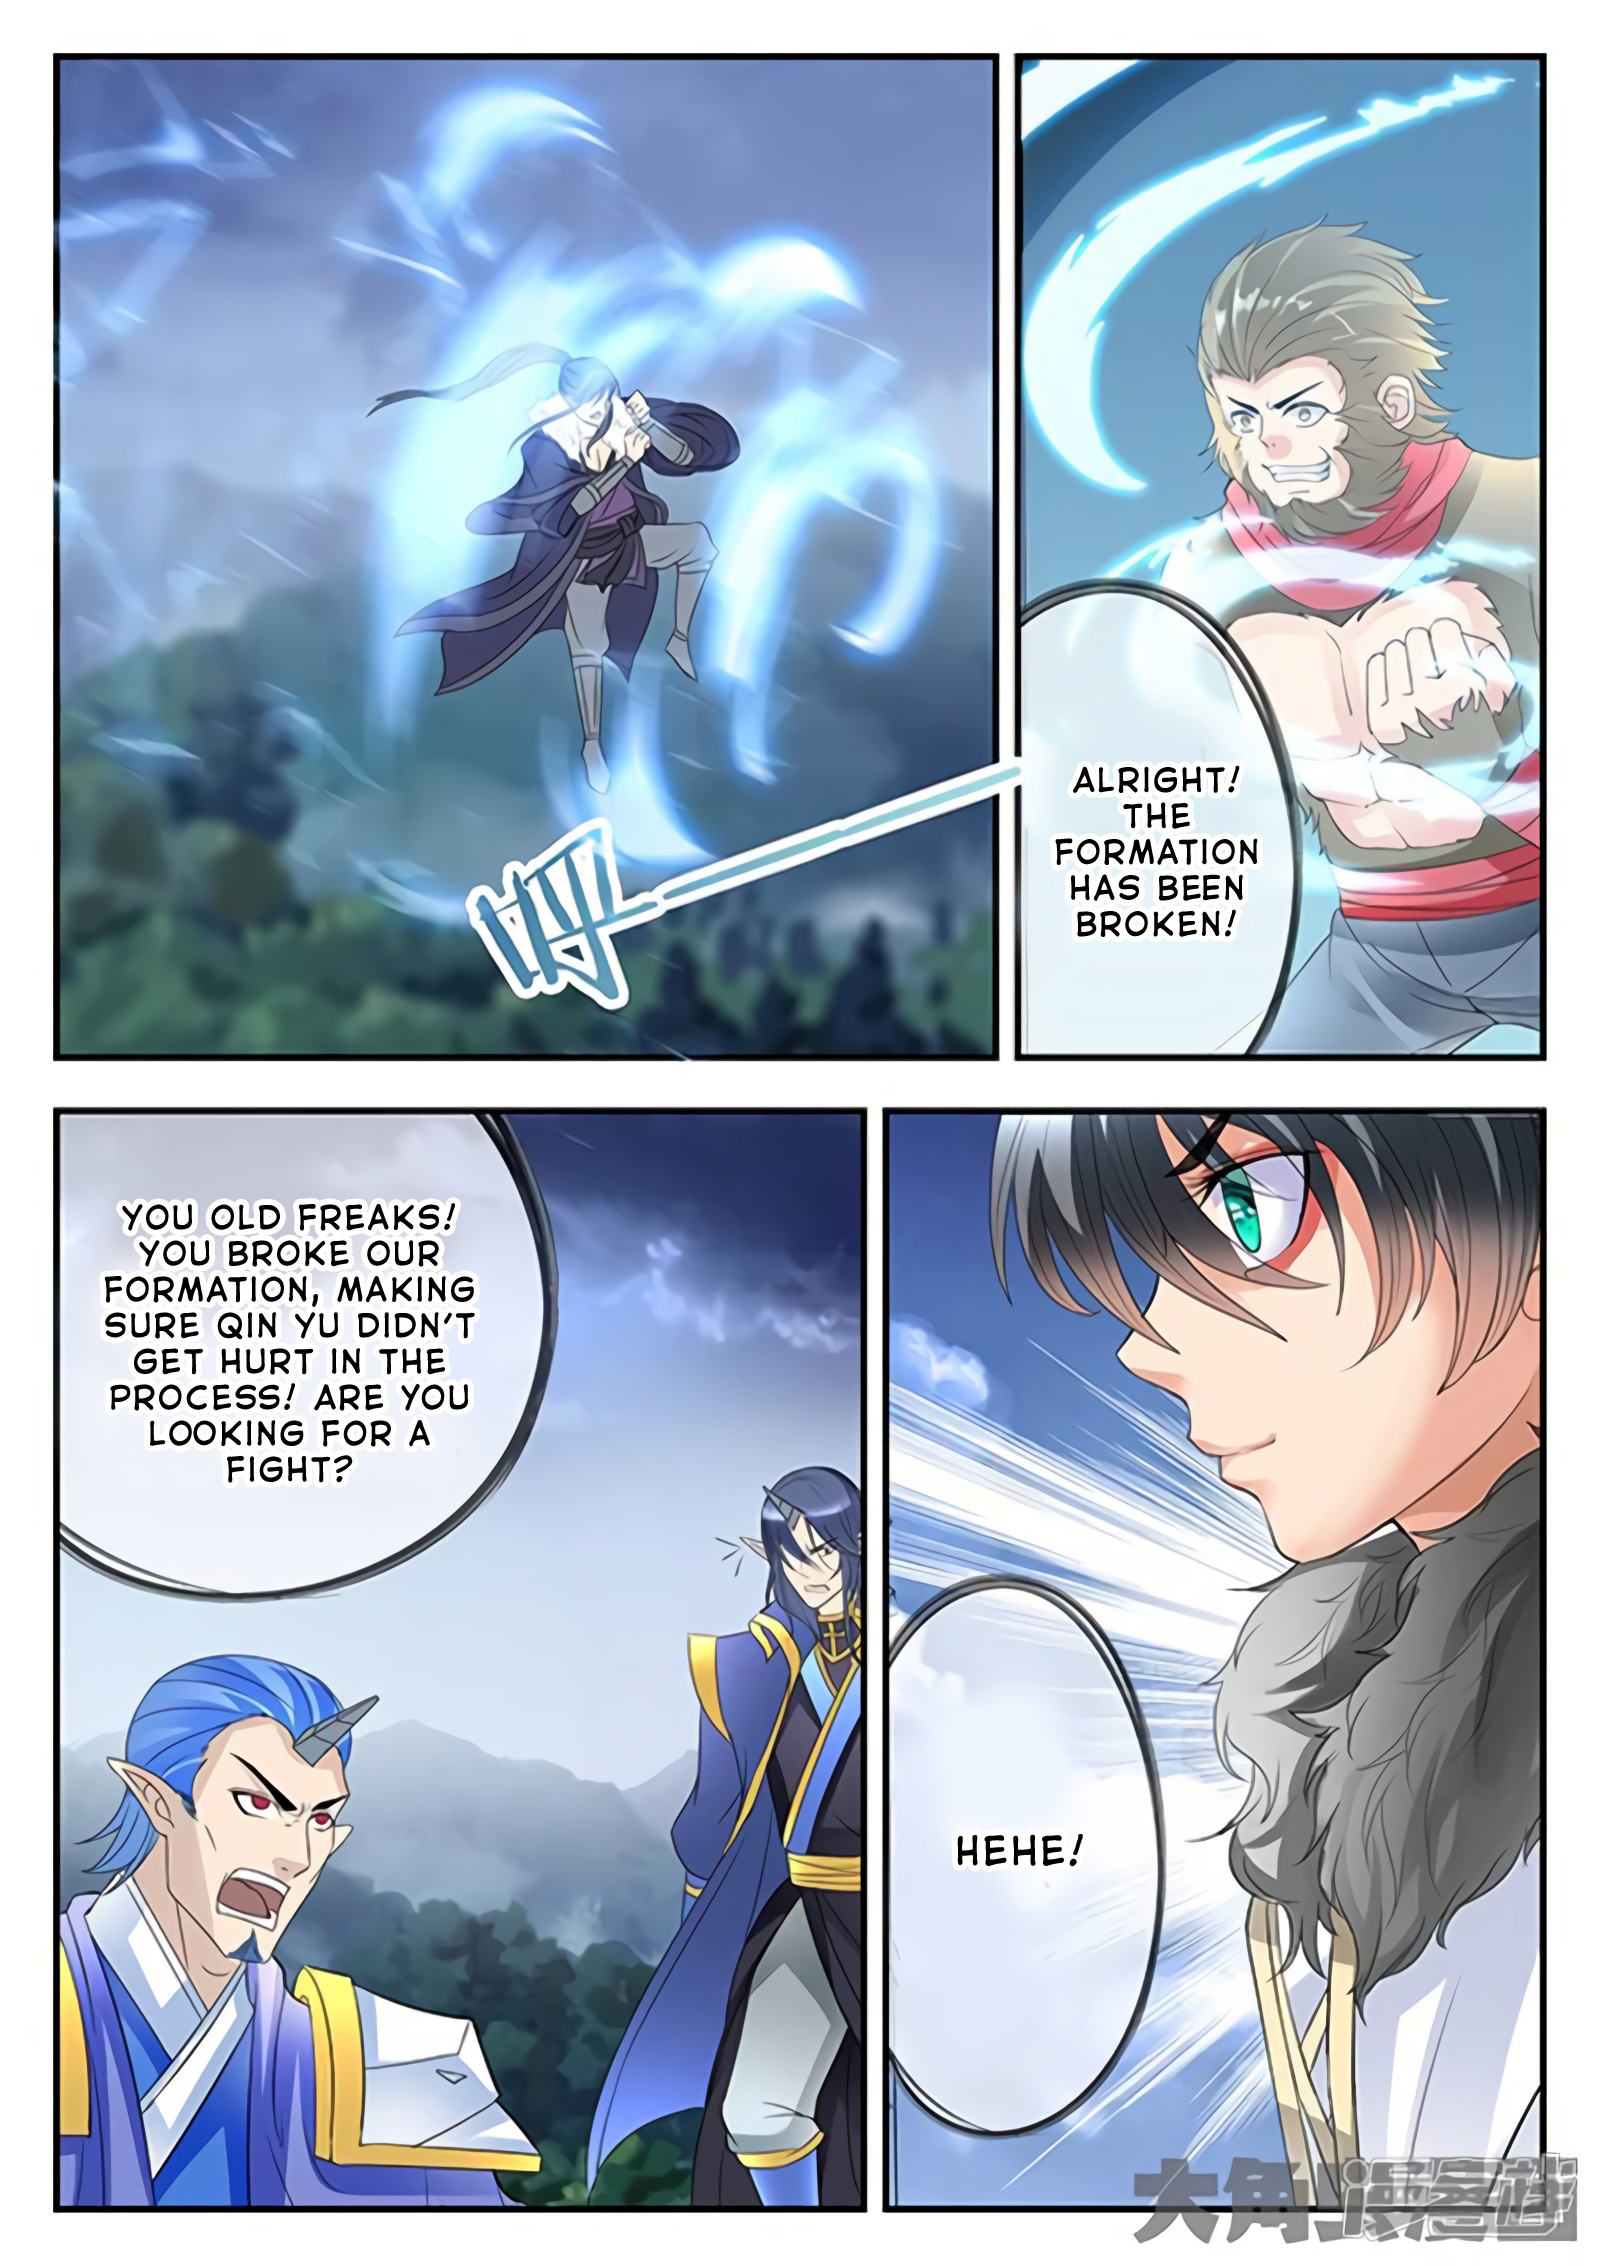 ALRIGHT!
THE
FORMATION
HAS BEEN
BROKEN!
YOU OLD FREAKS!
YOU BROKE OUR
FORMATION, MAKING
SURE QIN YU DIDN'T
GET HURT IN THE
PROCESS! ARE YOU
LOOKING FOR A
FIGHT?
HEHE!